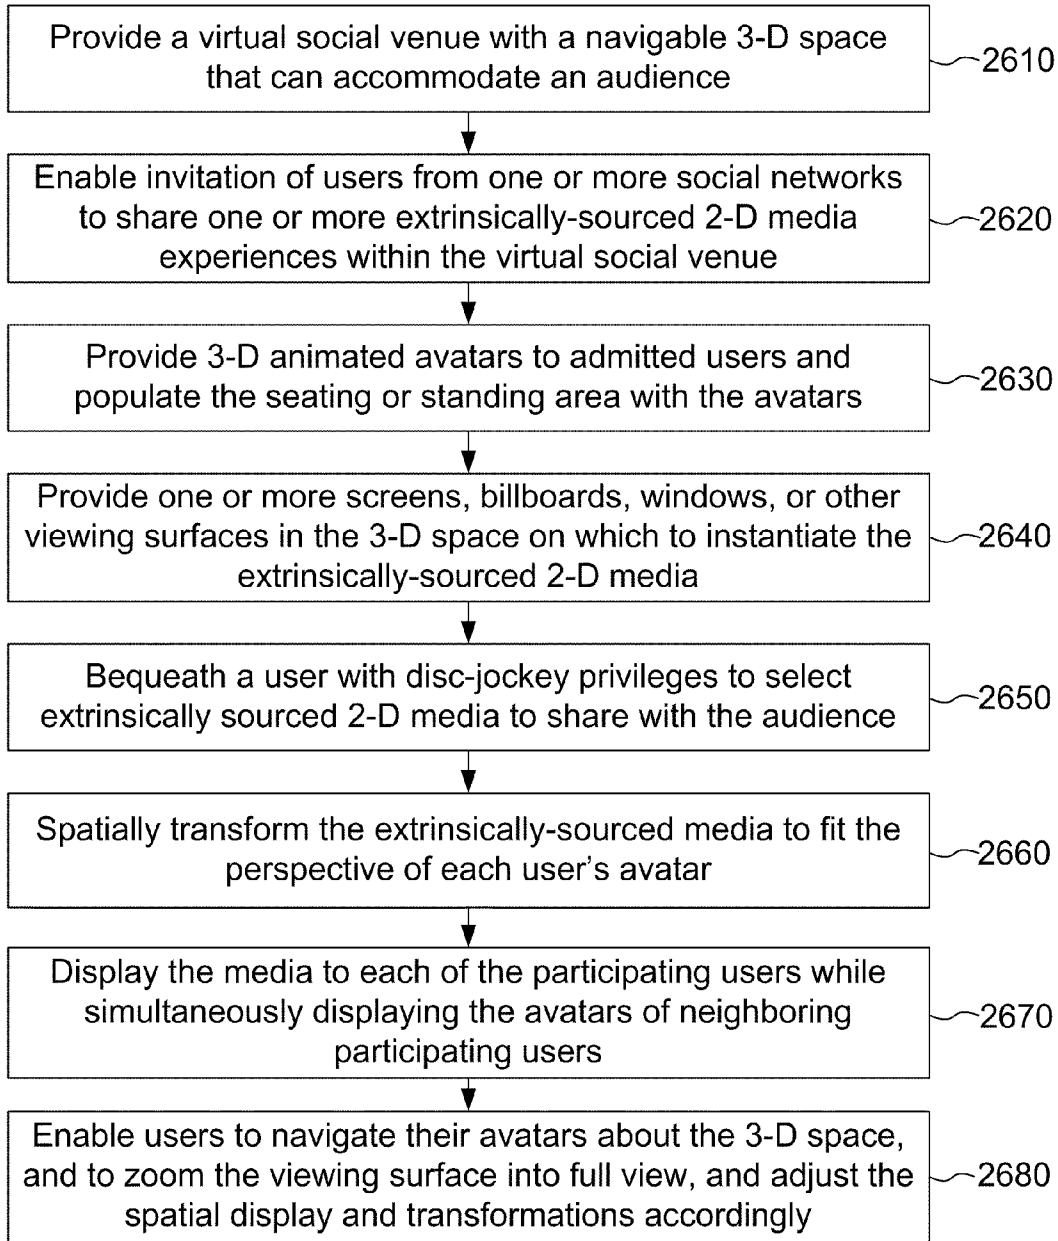 Provide a virtual social venue with a navigable 3-D space
that can accommodate an audience
2610
Enable invitation of users from one or more social networks
to share one or more extrinsically-sourced 2-D media
experiences within the virtual social venue
2620
Provide 3-D animated avatars to admitted users and
populate the seating or standing area with the avatars
2630
Provide one or more screens, billboards, windows, or other
viewing surfaces in the 3-D space on which to instantiate the
extrinsically-sourced 2-D media
2640
Bequeath a user with disc-jockey privileges to select
extrinsically sourced 2-D media to share with the audience
2650
Spatially transform the extrinsically-sourced media to fit the
perspective of each user's avatar
2660
Display the media to each of the participating users while
simultaneously displaying the avatars of neighboring
participating users
2670
Enable users to navigate their avatars about the 3-D space,
and to zoom the viewing surface into full view, and adjust the
spatial display and transformations accordingly
2680